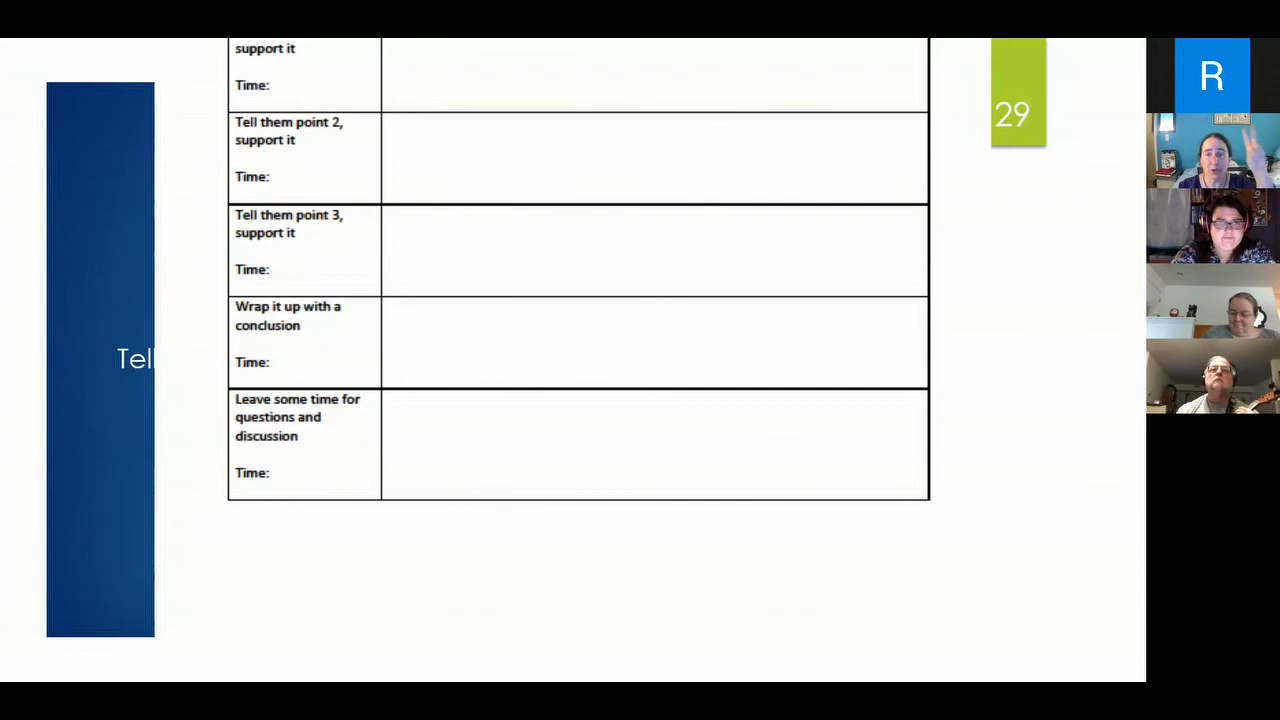 support it
Time:
Tell them point 2,
support it
Time:
Tell them point 3,
support it
Time:
Wrap it up with a
conclusion
Time:
Leave some time for
questions and
discussion
Time:
Tell
29
R